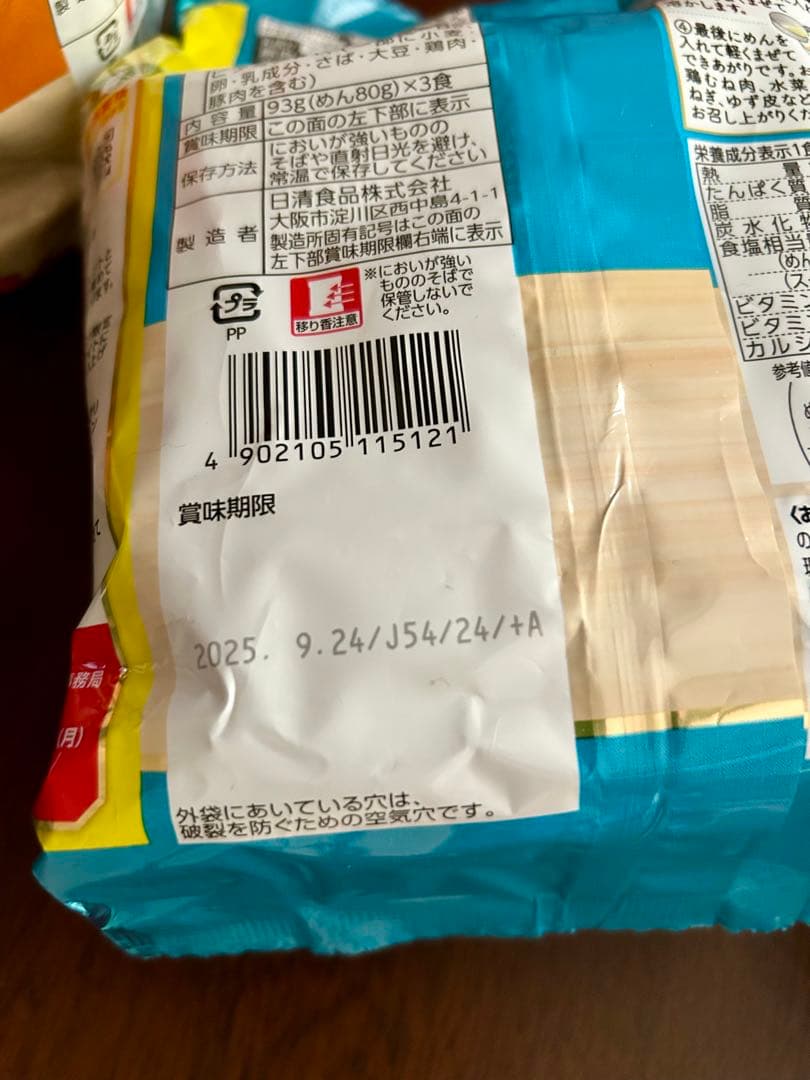 卵・乳成分・さば・大豆・鶏肉・
豚肉を含む)
内容量 93g(めん80g)×3食
賞味期限 この面の左下部に表示
保存方法 においが強いものの
そばや直射日光を避け、
常温で保存してください
製造者 日清食品株式会社
大阪市淀川区西中島4-1-1
製造所固有記号はこの面の
左下部賞味期限欄右端に表示
プラ
PP
移り香注意
※においが強い
もののそばで
保管しないで
ください。
4 902105 115121
賞味期限
2025. 9.24/J54/24/+A
外袋にあいている穴は、
破裂を防ぐための空気穴です。
④最後にめんを
入れて軽くまぜて
できあがりです。お
鶏むね肉、水菜
ねぎ、ゆず皮など
お召し上がりくだ
栄養成分表示1食
熱 量
たんぱく質
脂 質
炭水化物
食塩相当
(めん
(ス
ビタミ
ビタミ
カルシ
参考値
務局
月)